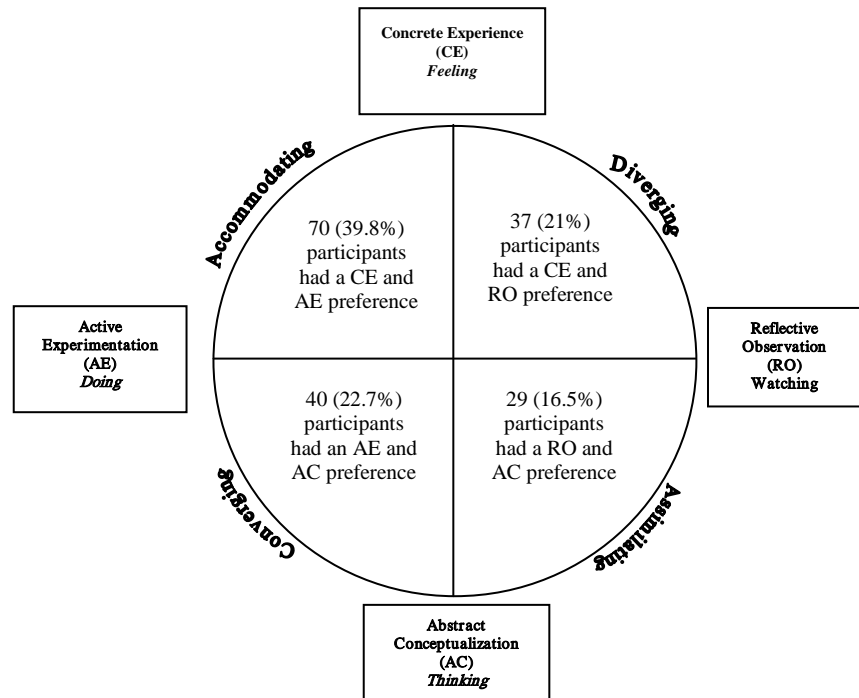 Concrete Experience
(CE)
Feeling
Accommodating
Diverging
70 (39.8%)
participants
had a CE and
AE preference
37 (21%)
participants
had a CE and
RO preference
Active
Experimentation
(AE)
Doing
Reflective
Observation
(RO)
Watching
40 (22.7%)
participants
had an AE and
AC preference
29 (16.5%)
participants
had a RO and
AC preference
Converging
Assimilating
Abstract
Conceptualization
(AC)
Thinking